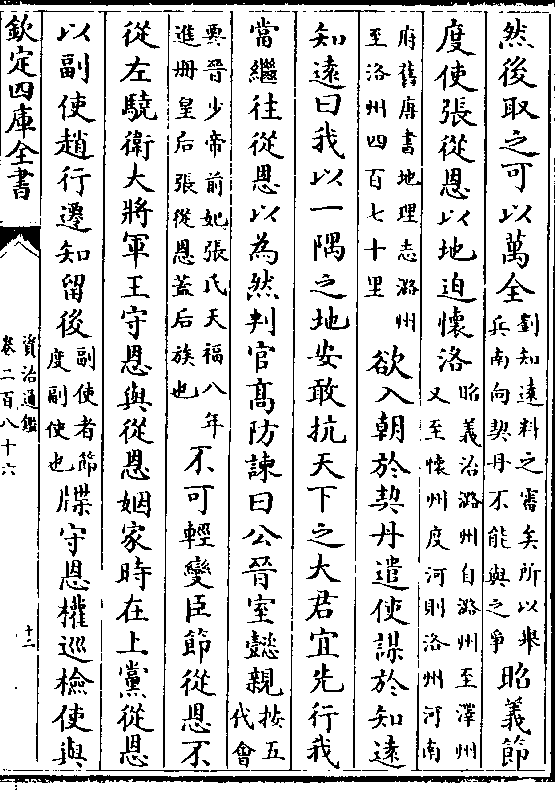 然後取之可以萬全劉知遠料之審矣所以舉兵南向契丹不能與之爭昭義節
度使張從恩以地迫懷洛昭義治潞州自潞州至澤州又至懷州度河則洛州河南
府舊唐書地理志潞州至洛州四百七十里欲入朝於契丹遣使謀於知遠
知遠曰我以一隅之地安敢抗天下之大君宜先行我
當繼往從恩以為然判官髙防諫曰公晉室懿親按五代會
要晉少帝前妃張氏天福八年進冊皇后張從恩蓋后族也不可輕變臣節從恩不
從左驍衛大將軍王守恩與從恩姻家時在上黨從恩
以副使趙行遷知留後副使者節度副使也牒守恩權巡檢使與
欽定四庫全書
資治通鑑
卷二百八十六
十二